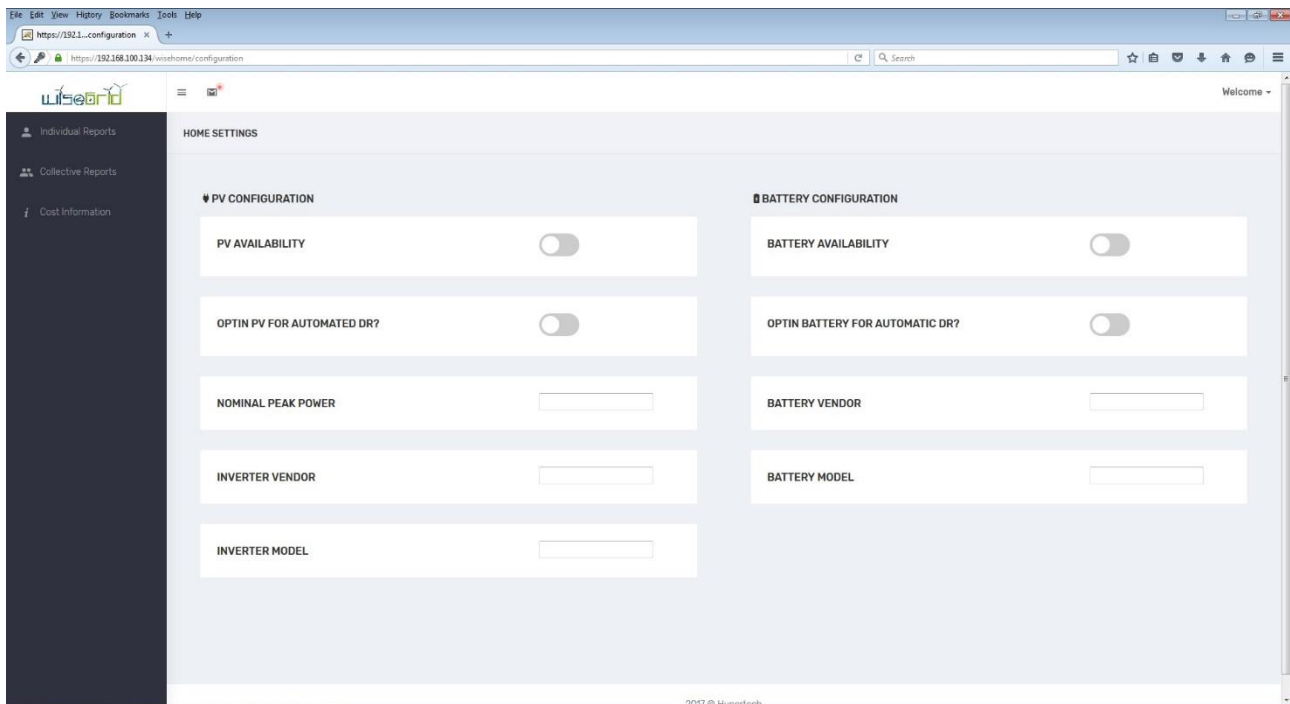 File Edit View History Bookmarks Tools Help
https://192.1...configuration × +
https://192.168.100.134/wisehome/configuration
Search
wiseGrid
Welcome
Individual Reports
Collective Reports
i Cost Information
HOME SETTINGS
PV CONFIGURATION
PV AVAILABILITY
OPTIN PV FOR AUTOMATED DR?
NOMINAL PEAK POWER
INVERTER VENDOR
INVERTER MODEL
BATTERY CONFIGURATION
BATTERY AVAILABILITY
OPTIN BATTERY FOR AUTOMATIC DR?
BATTERY VENDOR
BATTERY MODEL
2017 © Hypertech